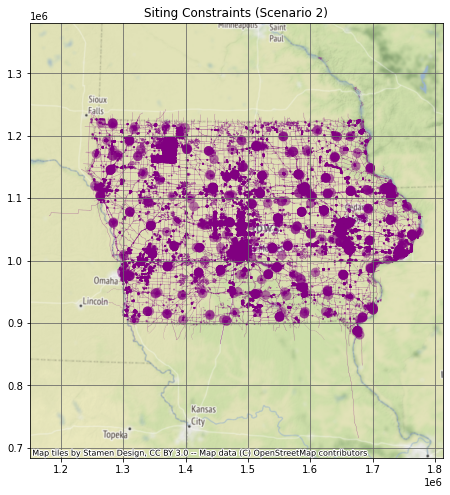 Siting Constraints (Scenario 2)
Minneapolis
Saint
Paul
1.3
Sioux
Falls
1.2
1.1
1.0
Omaha
Lincoln
0.9
0.8
Kansas
City
Topeka
0.7
Map tiles by Stamen Design, CC BY 3.0 -- Map data (C) OpenStreetMap contributors
1.2 1.3 1.4 1.5 1.6 1.7 1.8
1e6